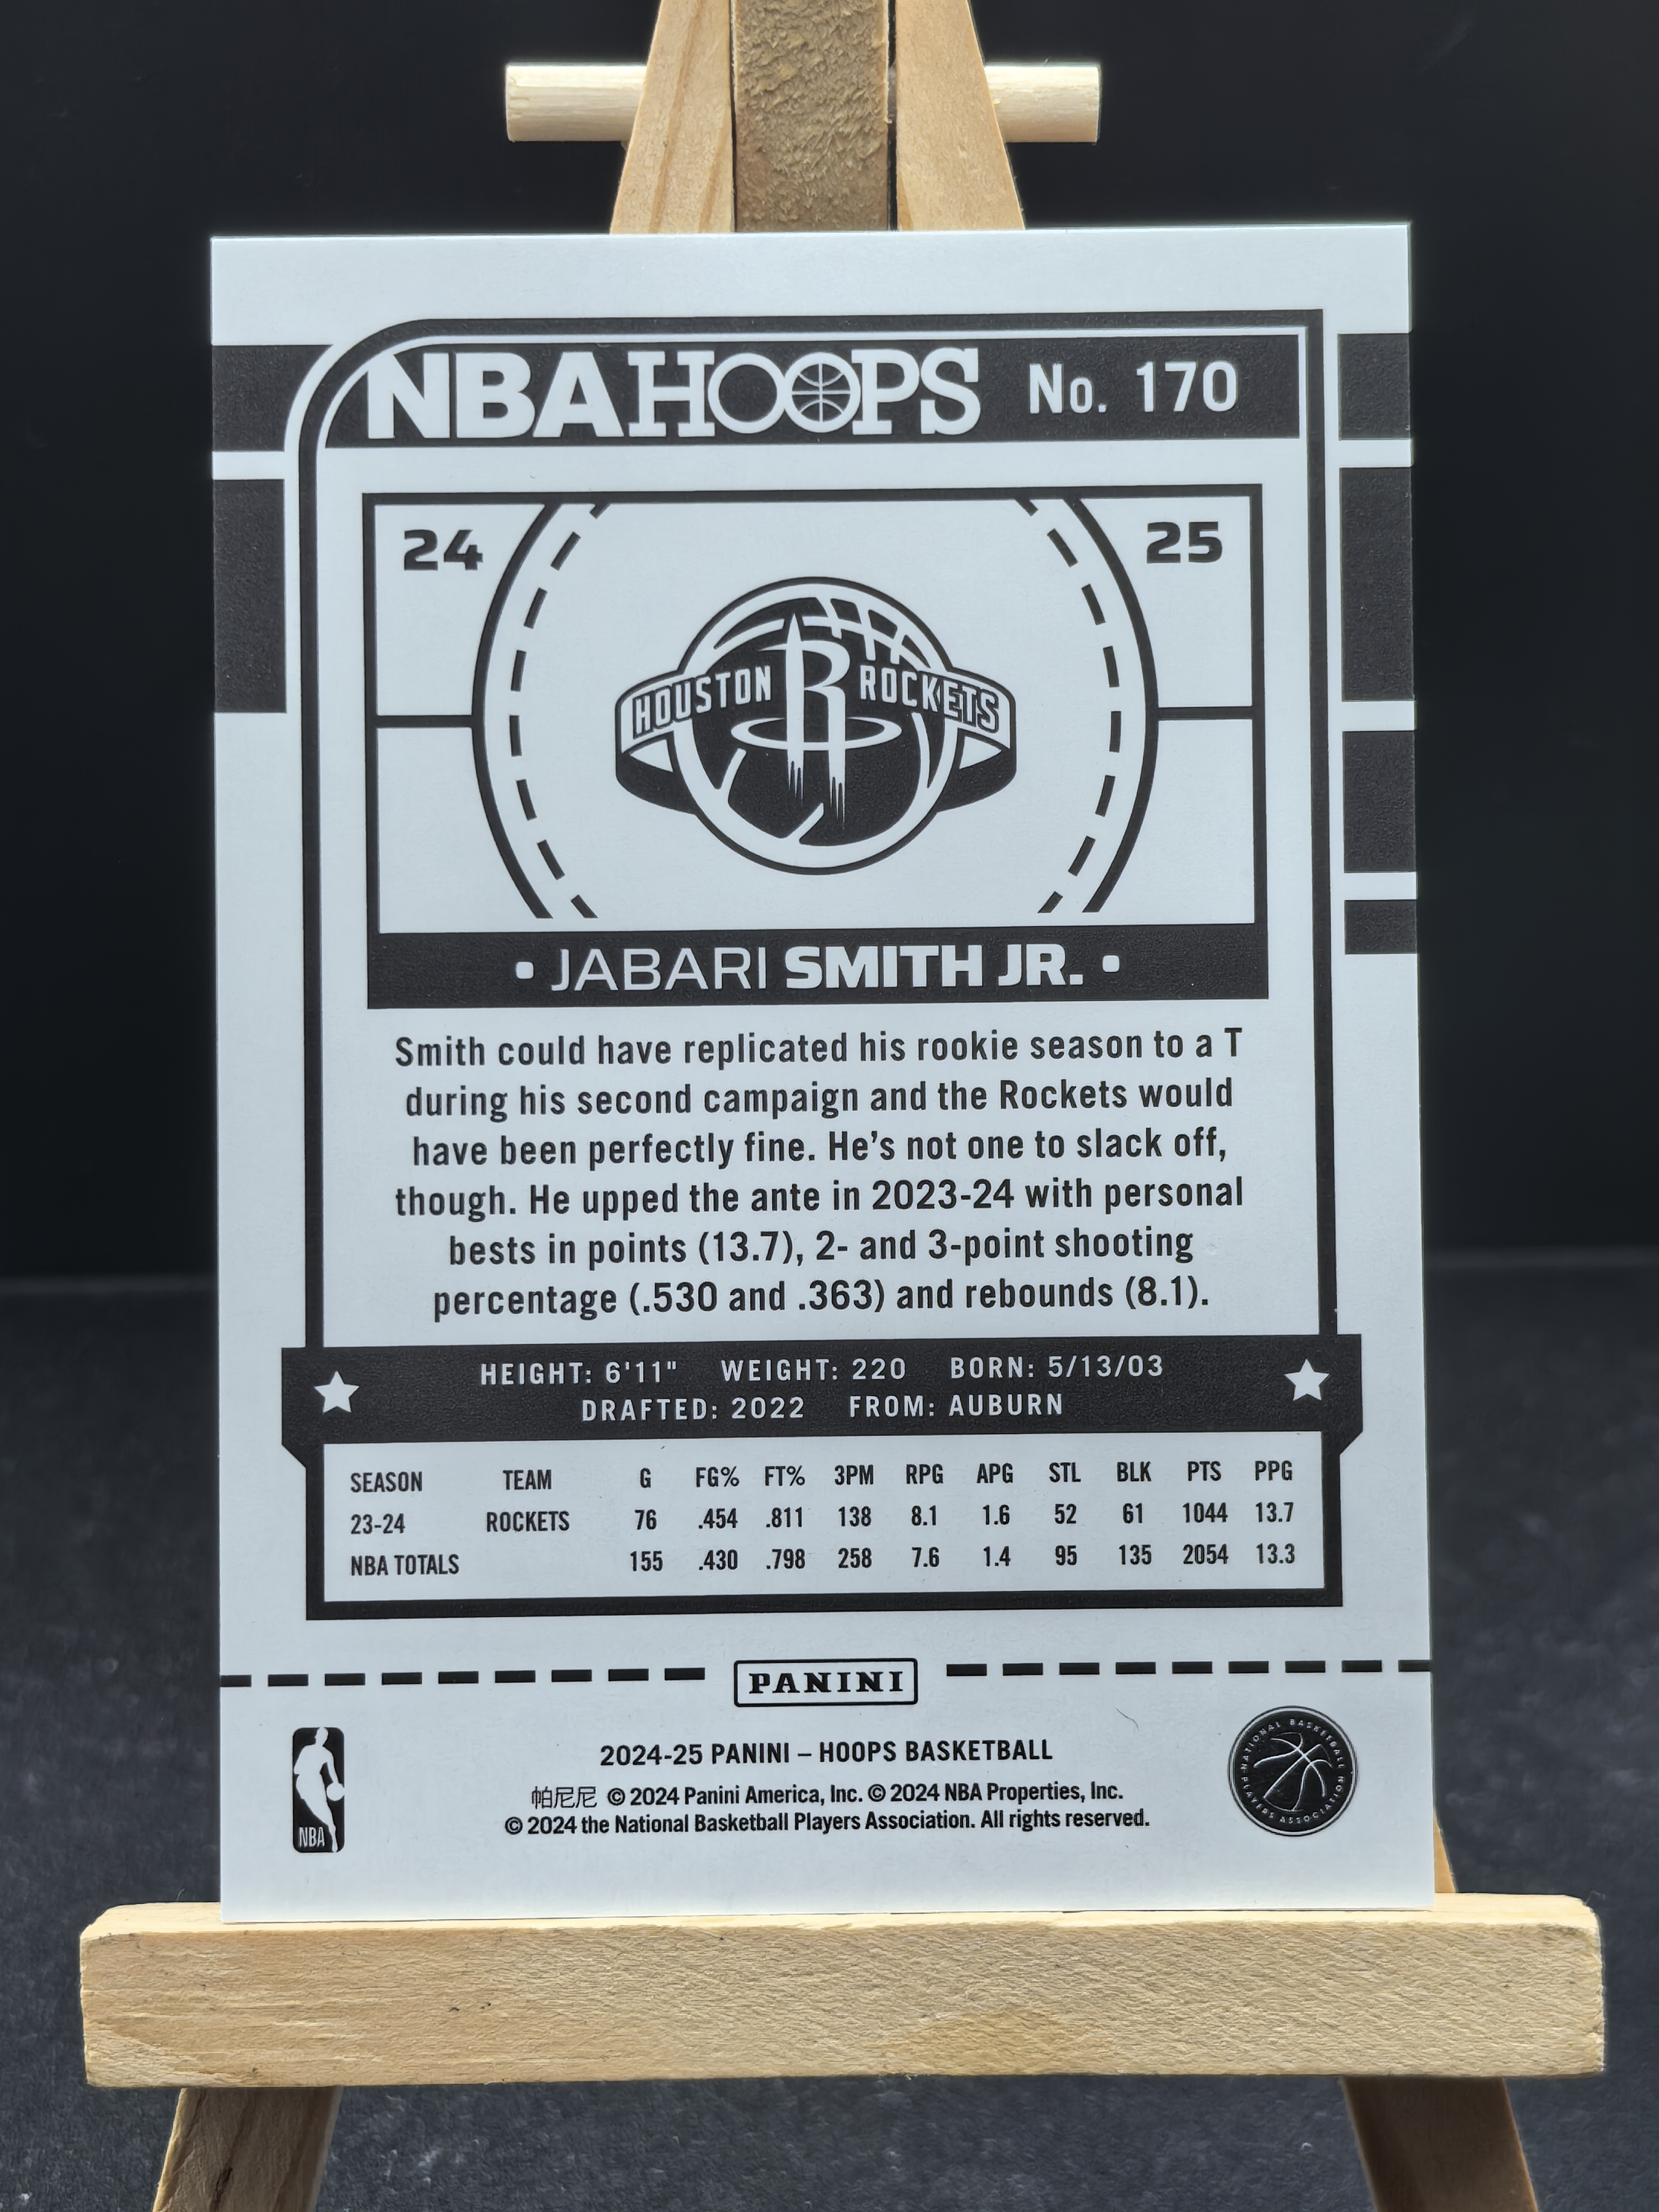 NBA HOOPS No. 170
24 25
HOUSTON R ROCKETS
• JABARI SMITH JR. •
Smith could have replicated his rookie season to a T
during his second campaign and the Rockets would
have been perfectly fine. He's not one to slack off,
though. He upped the ante in 2023-24 with personal
bests in points (13.7), 2- and 3-point shooting
percentage (.530 and .363) and rebounds (8.1).
HEIGHT: 6'11" WEIGHT: 220 BORN: 5/13/03
DRAFTED: 2022 FROM: AUBURN
SEASON TEAM G FG% FT% 3PM RPG APG STL BLK PTS PPG
23-24 ROCKETS 76 .454 .811 138 8.1 1.6 52 61 1044 13.7
NBA TOTALS 155 .430 .798 258 7.6 1.4 95 135 2054 13.3
PANINI
2024-25 PANINI – HOOPS BASKETBALL
帕尼尼 © 2024 Panini America, Inc. © 2024 NBA Properties, Inc.
© 2024 the National Basketball Players Association. All rights reserved.
NBA
NATIONAL BASKETBALL PLAYERS ASSOCIATION